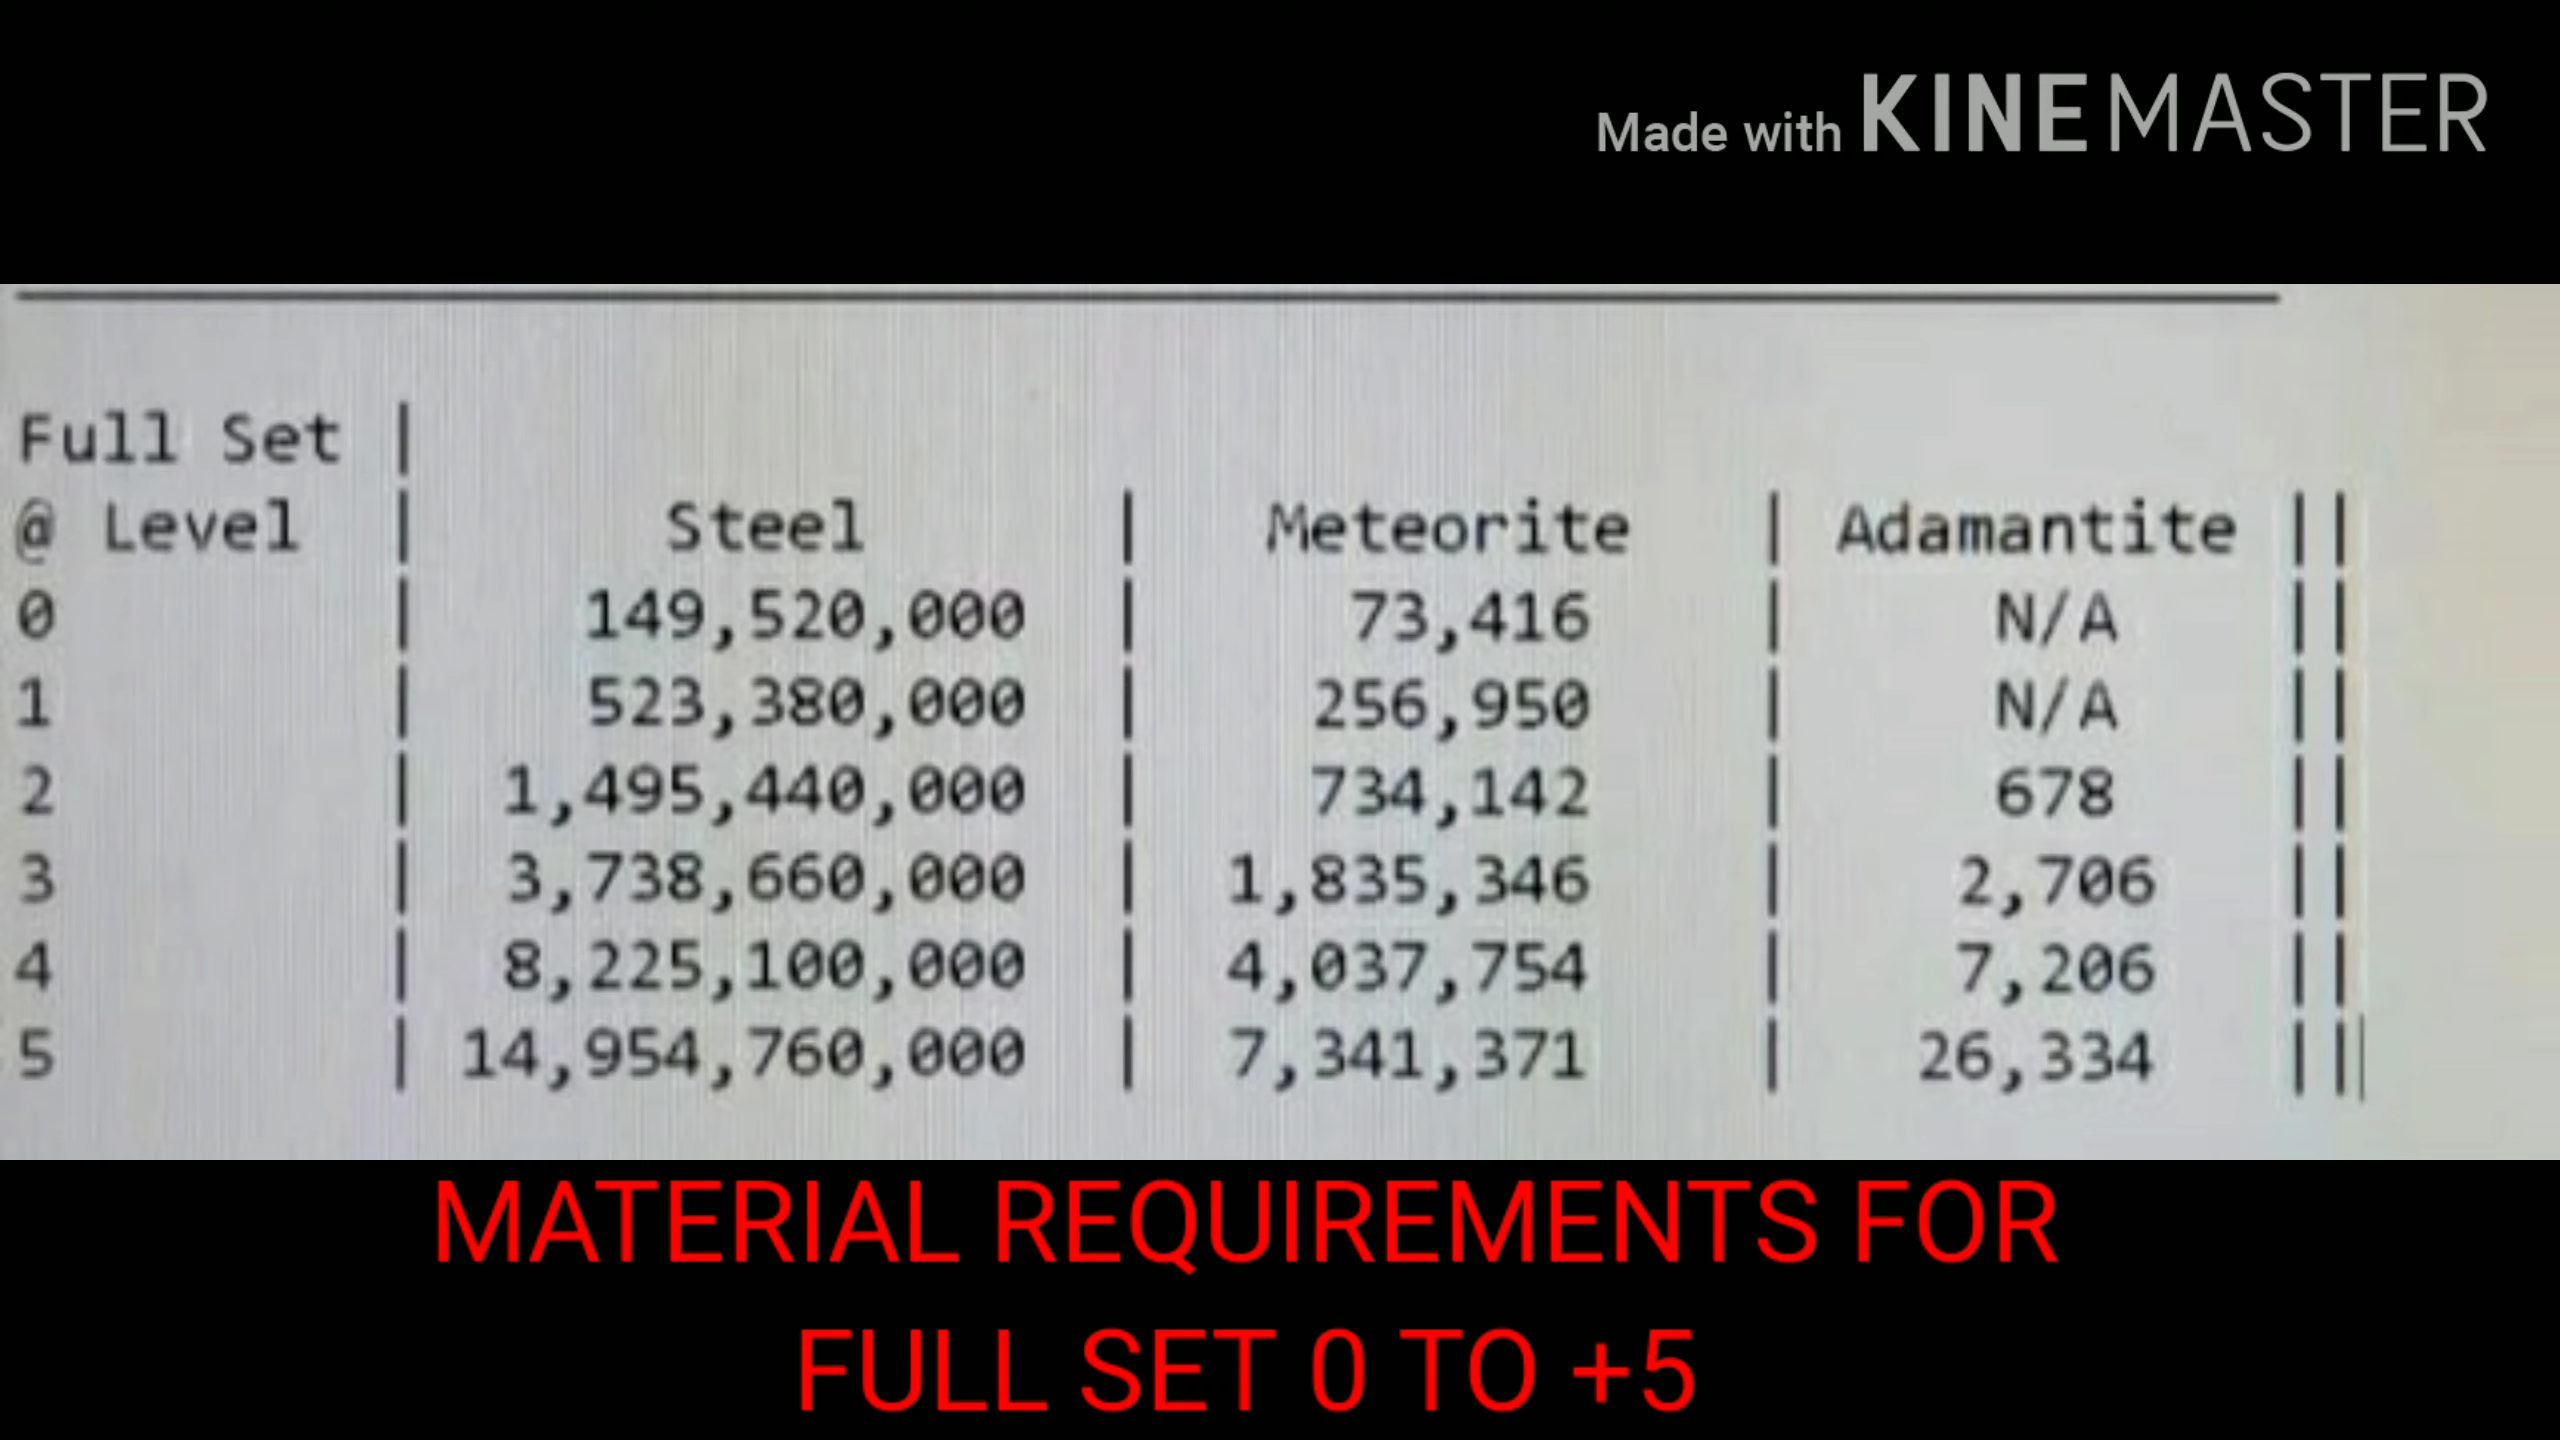 Made with KINEMASTER
Full Set |
@ Level | Steel | Meteorite | Adamantite ||
0 | 149,520,000 | 73,416 | N/A ||
1 | 523,380,000 | 256,950 | N/A ||
2 | 1,495,440,000 | 734,142 | 678 ||
3 | 3,738,660,000 | 1,835,346 | 2,706 ||
4 | 8,225,100,000 | 4,037,754 | 7,206 ||
5 | 14,954,760,000 | 7,341,371 | 26,334 ||
MATERIAL REQUIREMENTS FOR
FULL SET 0 TO +5